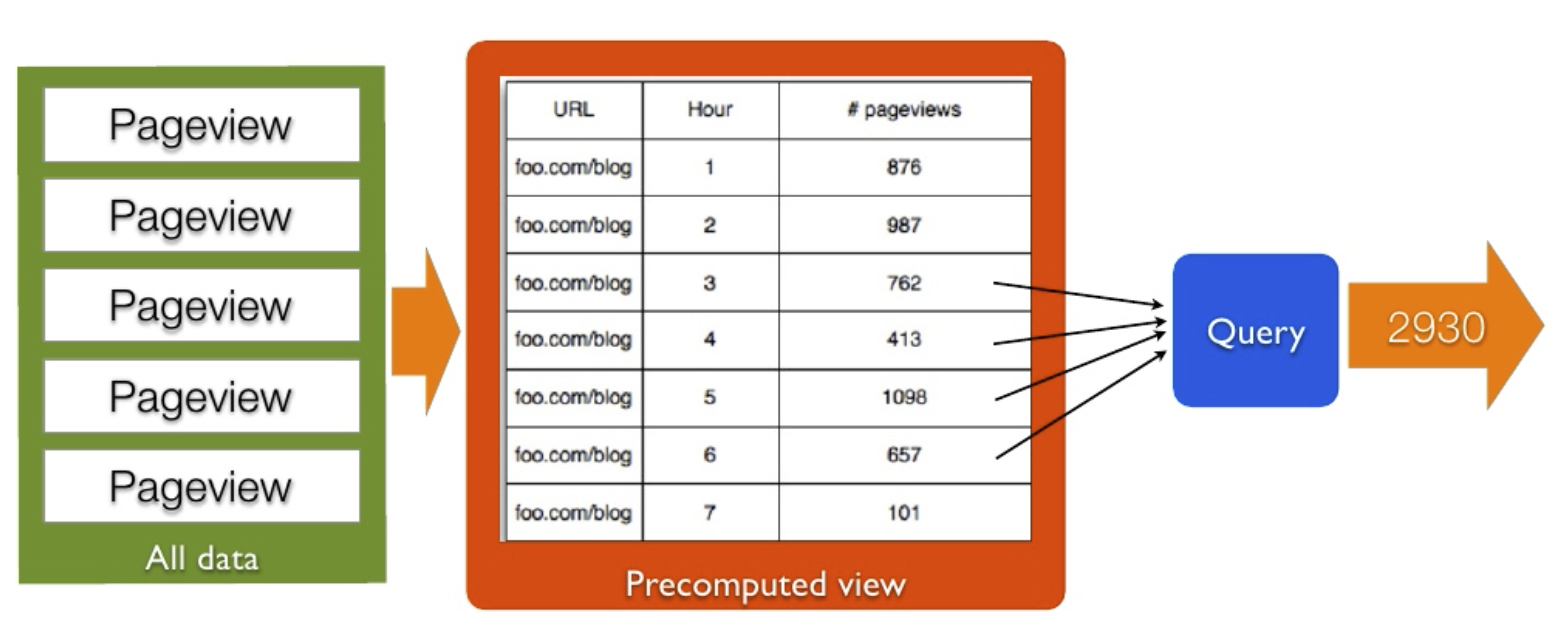 Pageview
Pageview
Pageview
Pageview
Pageview
All data
URL Hour # pageviews
foo.com/blog 1 876
foo.com/blog 2 987
foo.com/blog 3 762
foo.com/blog 4 413
foo.com/blog 5 1098
foo.com/blog 6 657
foo.com/blog 7 101
Precomputed view
Query
2930